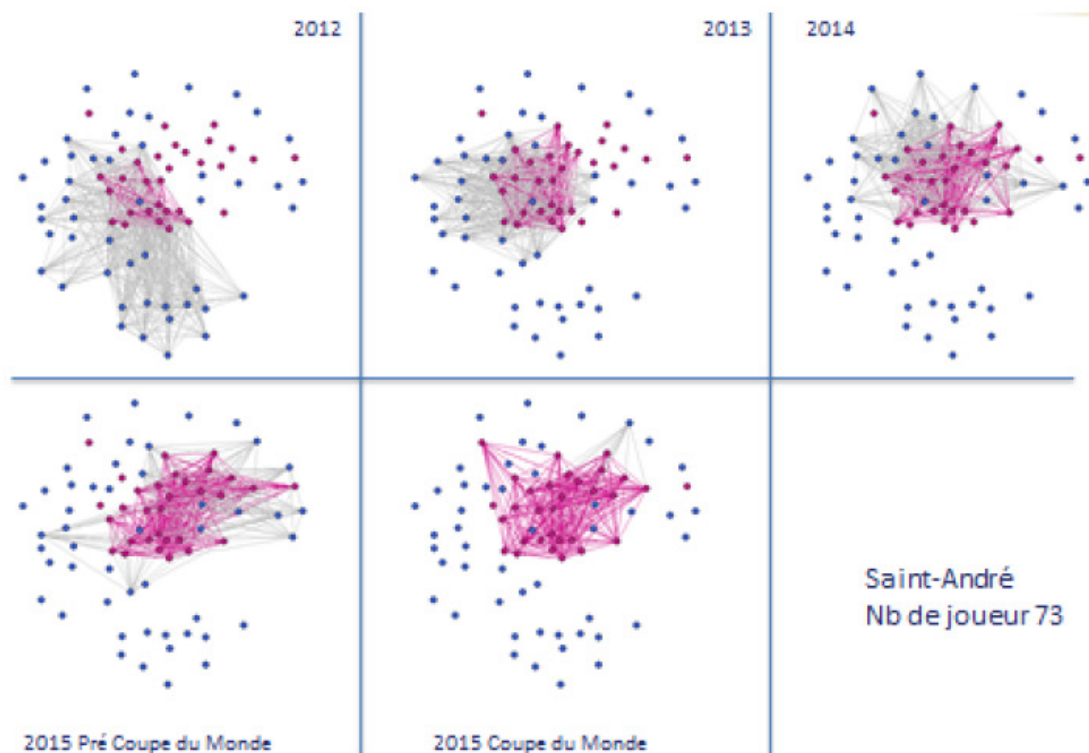 2012
2013
2014
2015 Pré Coupe du Monde
2015 Coupe du Monde
Saint-André
Nb de joueur 73